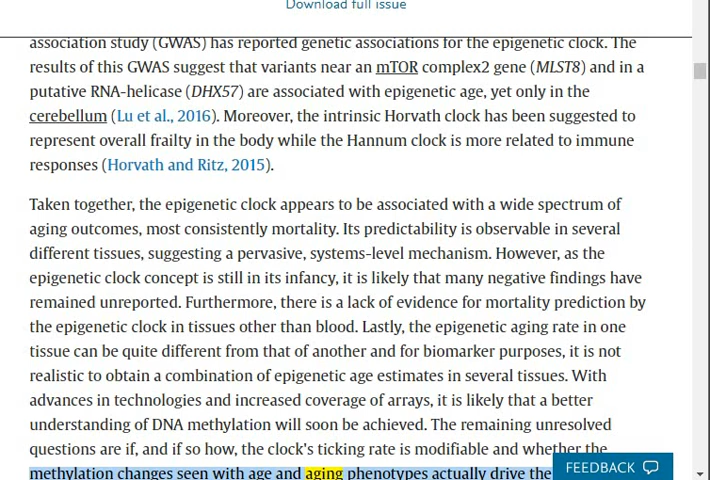 Download full issue
association study (GWAS) has reported genetic associations for the epigenetic clock. The
results of this GWAS suggest that variants near an mTOR complex2 gene (MLST8) and in a
putative RNA-helicase (DHX57) are associated with epigenetic age, yet only in the
cerebellum (Lu et al., 2016). Moreover, the intrinsic Horvath clock has been suggested to
represent overall frailty in the body while the Hannum clock is more related to immune
responses (Horvath and Ritz, 2015).
Taken together, the epigenetic clock appears to be associated with a wide spectrum of
aging outcomes, most consistently mortality. Its predictability is observable in several
different tissues, suggesting a pervasive, systems-level mechanism. However, as the
epigenetic clock concept is still in its infancy, it is likely that many negative findings have
remained unreported. Furthermore, there is a lack of evidence for mortality prediction by
the epigenetic clock in tissues other than blood. Lastly, the epigenetic aging rate in one
tissue can be quite different from that of another and for biomarker purposes, it is not
realistic to obtain a combination of epigenetic age estimates in several tissues. With
advances in technologies and increased coverage of arrays, it is likely that a better
understanding of DNA methylation will soon be achieved. The remaining unresolved
questions are if, and if so how, the clock's ticking rate is modifiable and whether the
methylation changes seen with age and aging phenotypes actually drive the
FEEDBACK